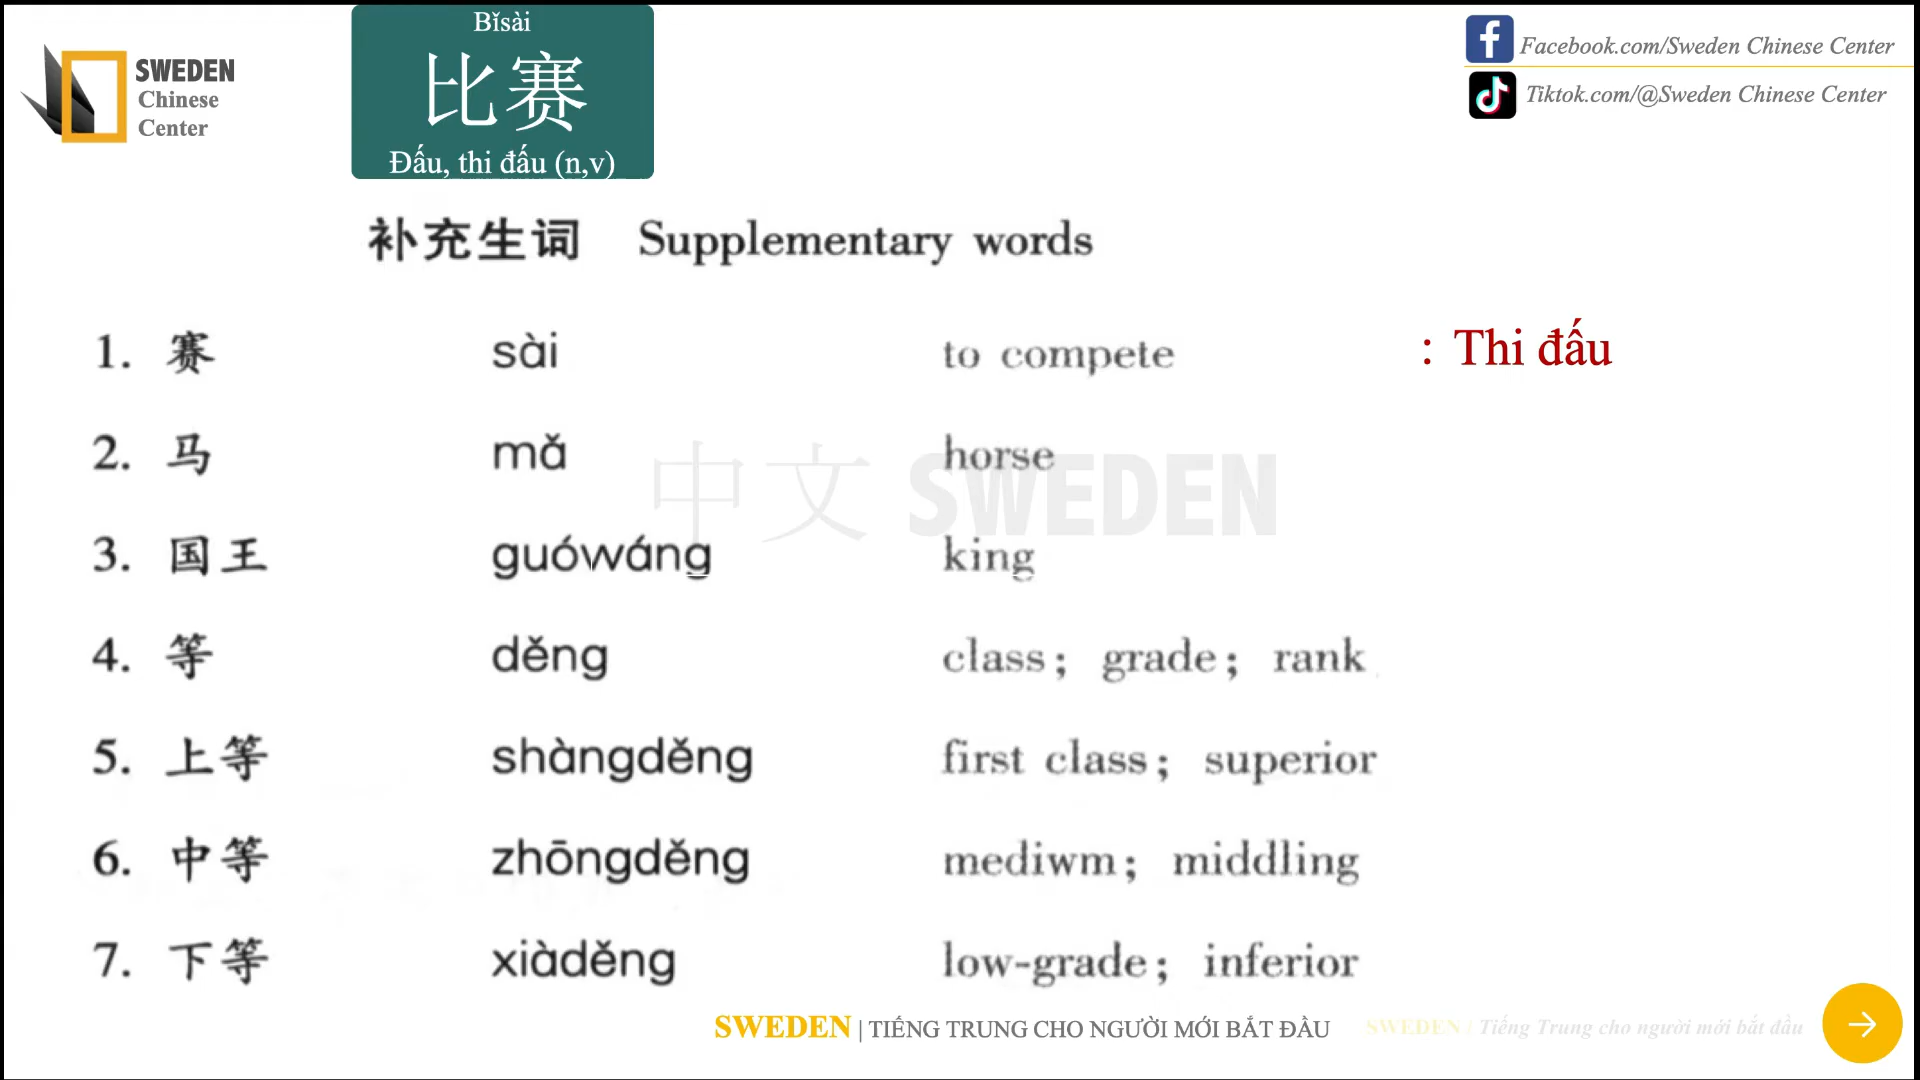 SWEDEN
Chinese
Center
Bǐsài
比赛
Đấu, thi đấu (n,v)
Facebook.com/Sweden Chinese Center
Tiktok.com/@Sweden Chinese Center
补充生词 Supplementary words
1. 赛 sài to compete : Thi đấu
2. 马 mǎ horse
中文 SWEDEN
3. 国王 guówáng king
4. 等 děng class; grade; rank
5. 上等 shàngděng first class; superior
6. 中等 zhōngděng mediwm; middling
7. 下等 xiàděng low-grade; inferior
SWEDEN | TIẾNG TRUNG CHO NGƯỜI MỚI BẮT ĐẦU
SWEDEN / Tiếng Trung cho người mới bắt đầu